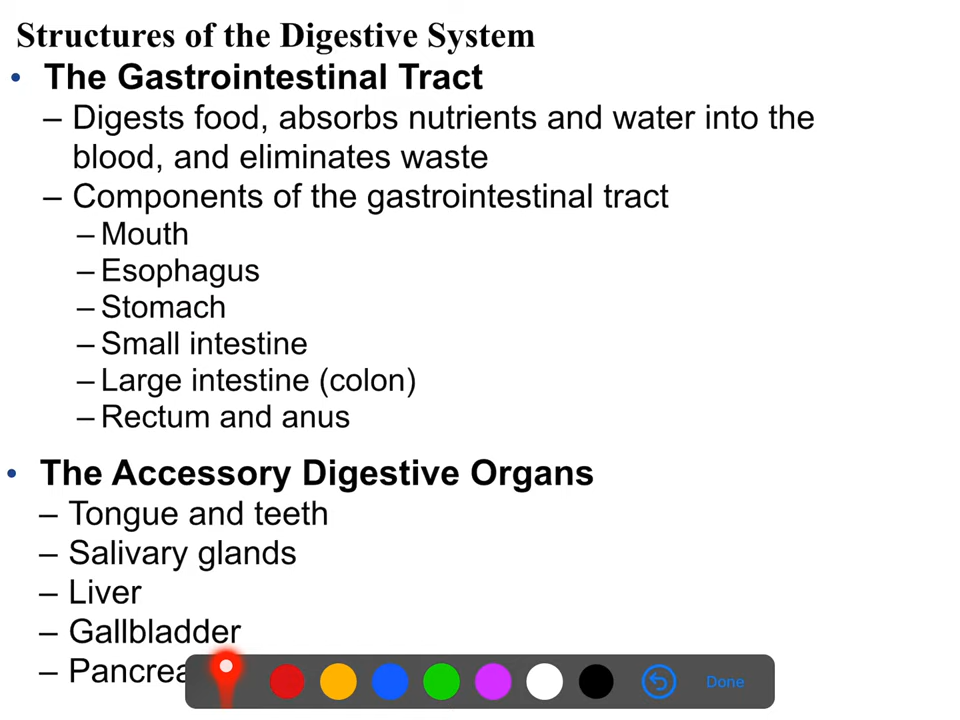 Structures of the Digestive System
• The Gastrointestinal Tract
– Digests food, absorbs nutrients and water into the
blood, and eliminates waste
– Components of the gastrointestinal tract
– Mouth
– Esophagus
– Stomach
– Small intestine
– Large intestine (colon)
– Rectum and anus
• The Accessory Digestive Organs
– Tongue and teeth
– Salivary glands
– Liver
– Gallbladder
– Pancrea
Done